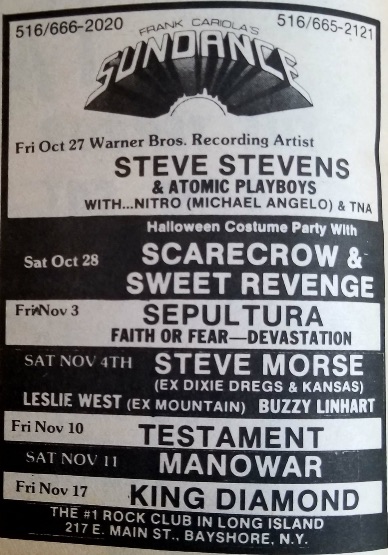 516/666-2020
516/665-2121
FRANK CARIOLA'S
SUNDANCE
Fri Oct 27 Warner Bros. Recording Artist
STEVE STEVENS
& ATOMIC PLAYBOYS
WITH...NITRO (MICHAEL ANGELO) & TNA
Halloween Costume Party With
Sat Oct 28 SCARECROW &
SWEET REVENGE
Fri Nov 3 SEPULTURA
FAITH OR FEAR—DEVASTATION
SAT NOV 4TH STEVE MORSE
(EX DIXIE DREGS & KANSAS)
LESLIE WEST (EX MOUNTAIN) BUZZY LINHART
Fri Nov 10 TESTAMENT
SAT NOV 11 MANOWAR
Fri Nov 17 KING DIAMOND
THE #1 ROCK CLUB IN LONG ISLAND
217 E. MAIN ST., BAYSHORE, N.Y.